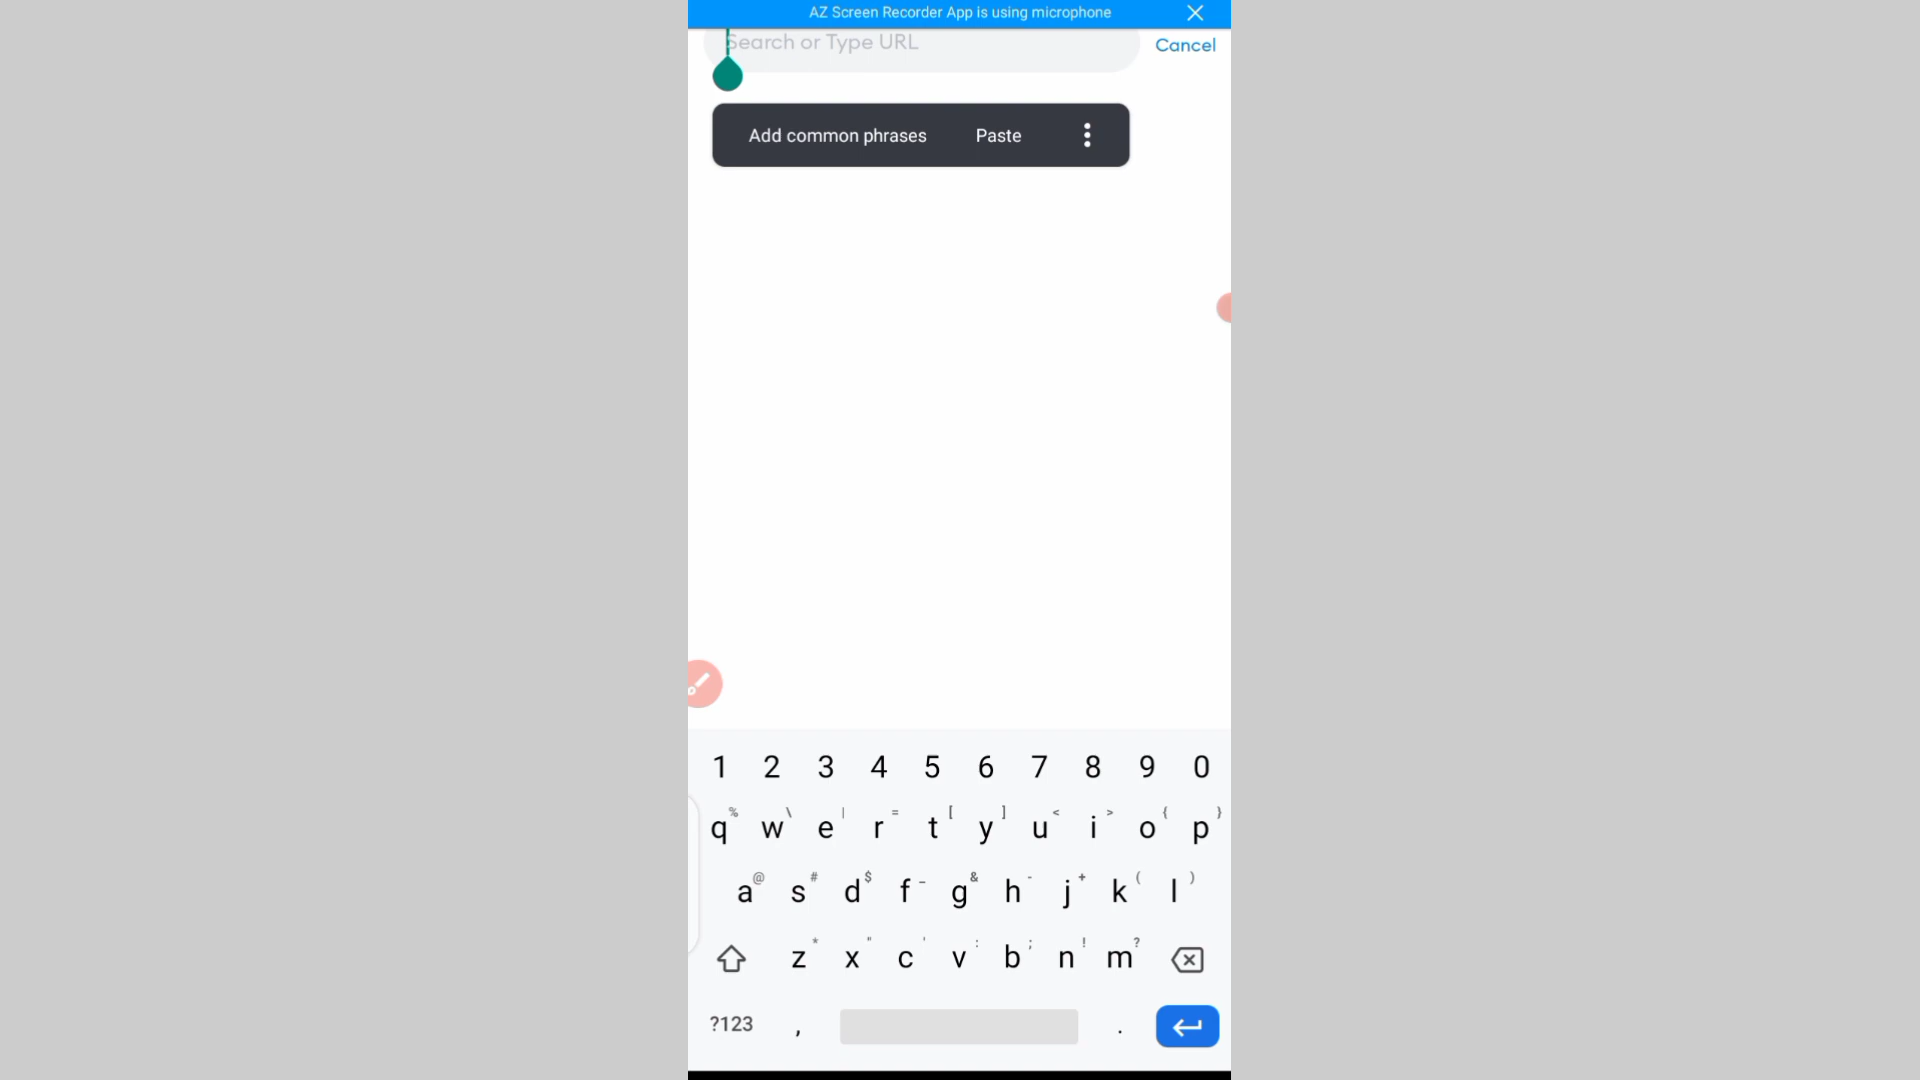 AZ Screen Recorder App is using microphone
Search or Type URL
Cancel
Add common phrases Paste
1 2 3 4 5 6 7 8 9 0
q% w\ e| r= t[ y] u< i> o{ p}
a@ s# d$ f_ g& h- j+ k( l)
z* x" c' v: b; n! m?
?123 , .